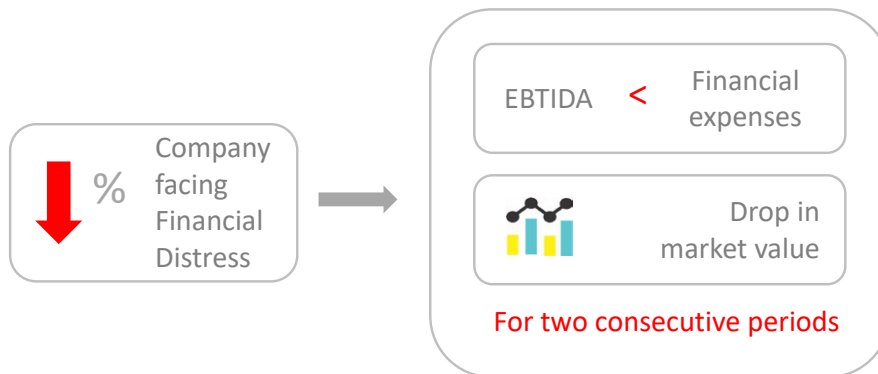 %
Company
facing
Financial
Distress
EBTIDA < Financial
expenses
Drop in
market value
For two consecutive periods